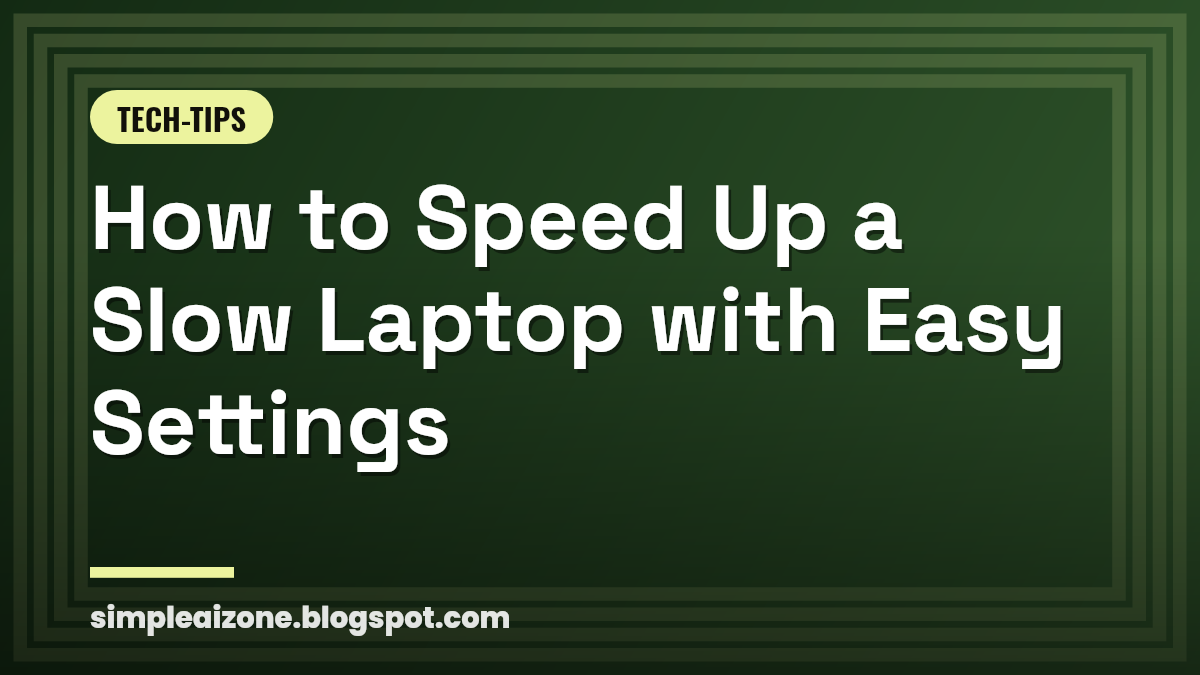 TECH-TIPS
How to Speed Up a
Slow Laptop with Easy
Settings
simpleaizone.blogspot.com